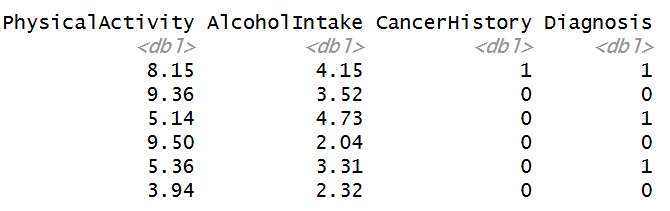 PhysicalActivity AlcoholIntake CancerHistory Diagnosis
<dbl> <dbl> <dbl> <dbl>
8.15 4.15 1 1
9.36 3.52 0 0
5.14 4.73 0 1
9.50 2.04 0 0
5.36 3.31 0 1
3.94 2.32 0 0